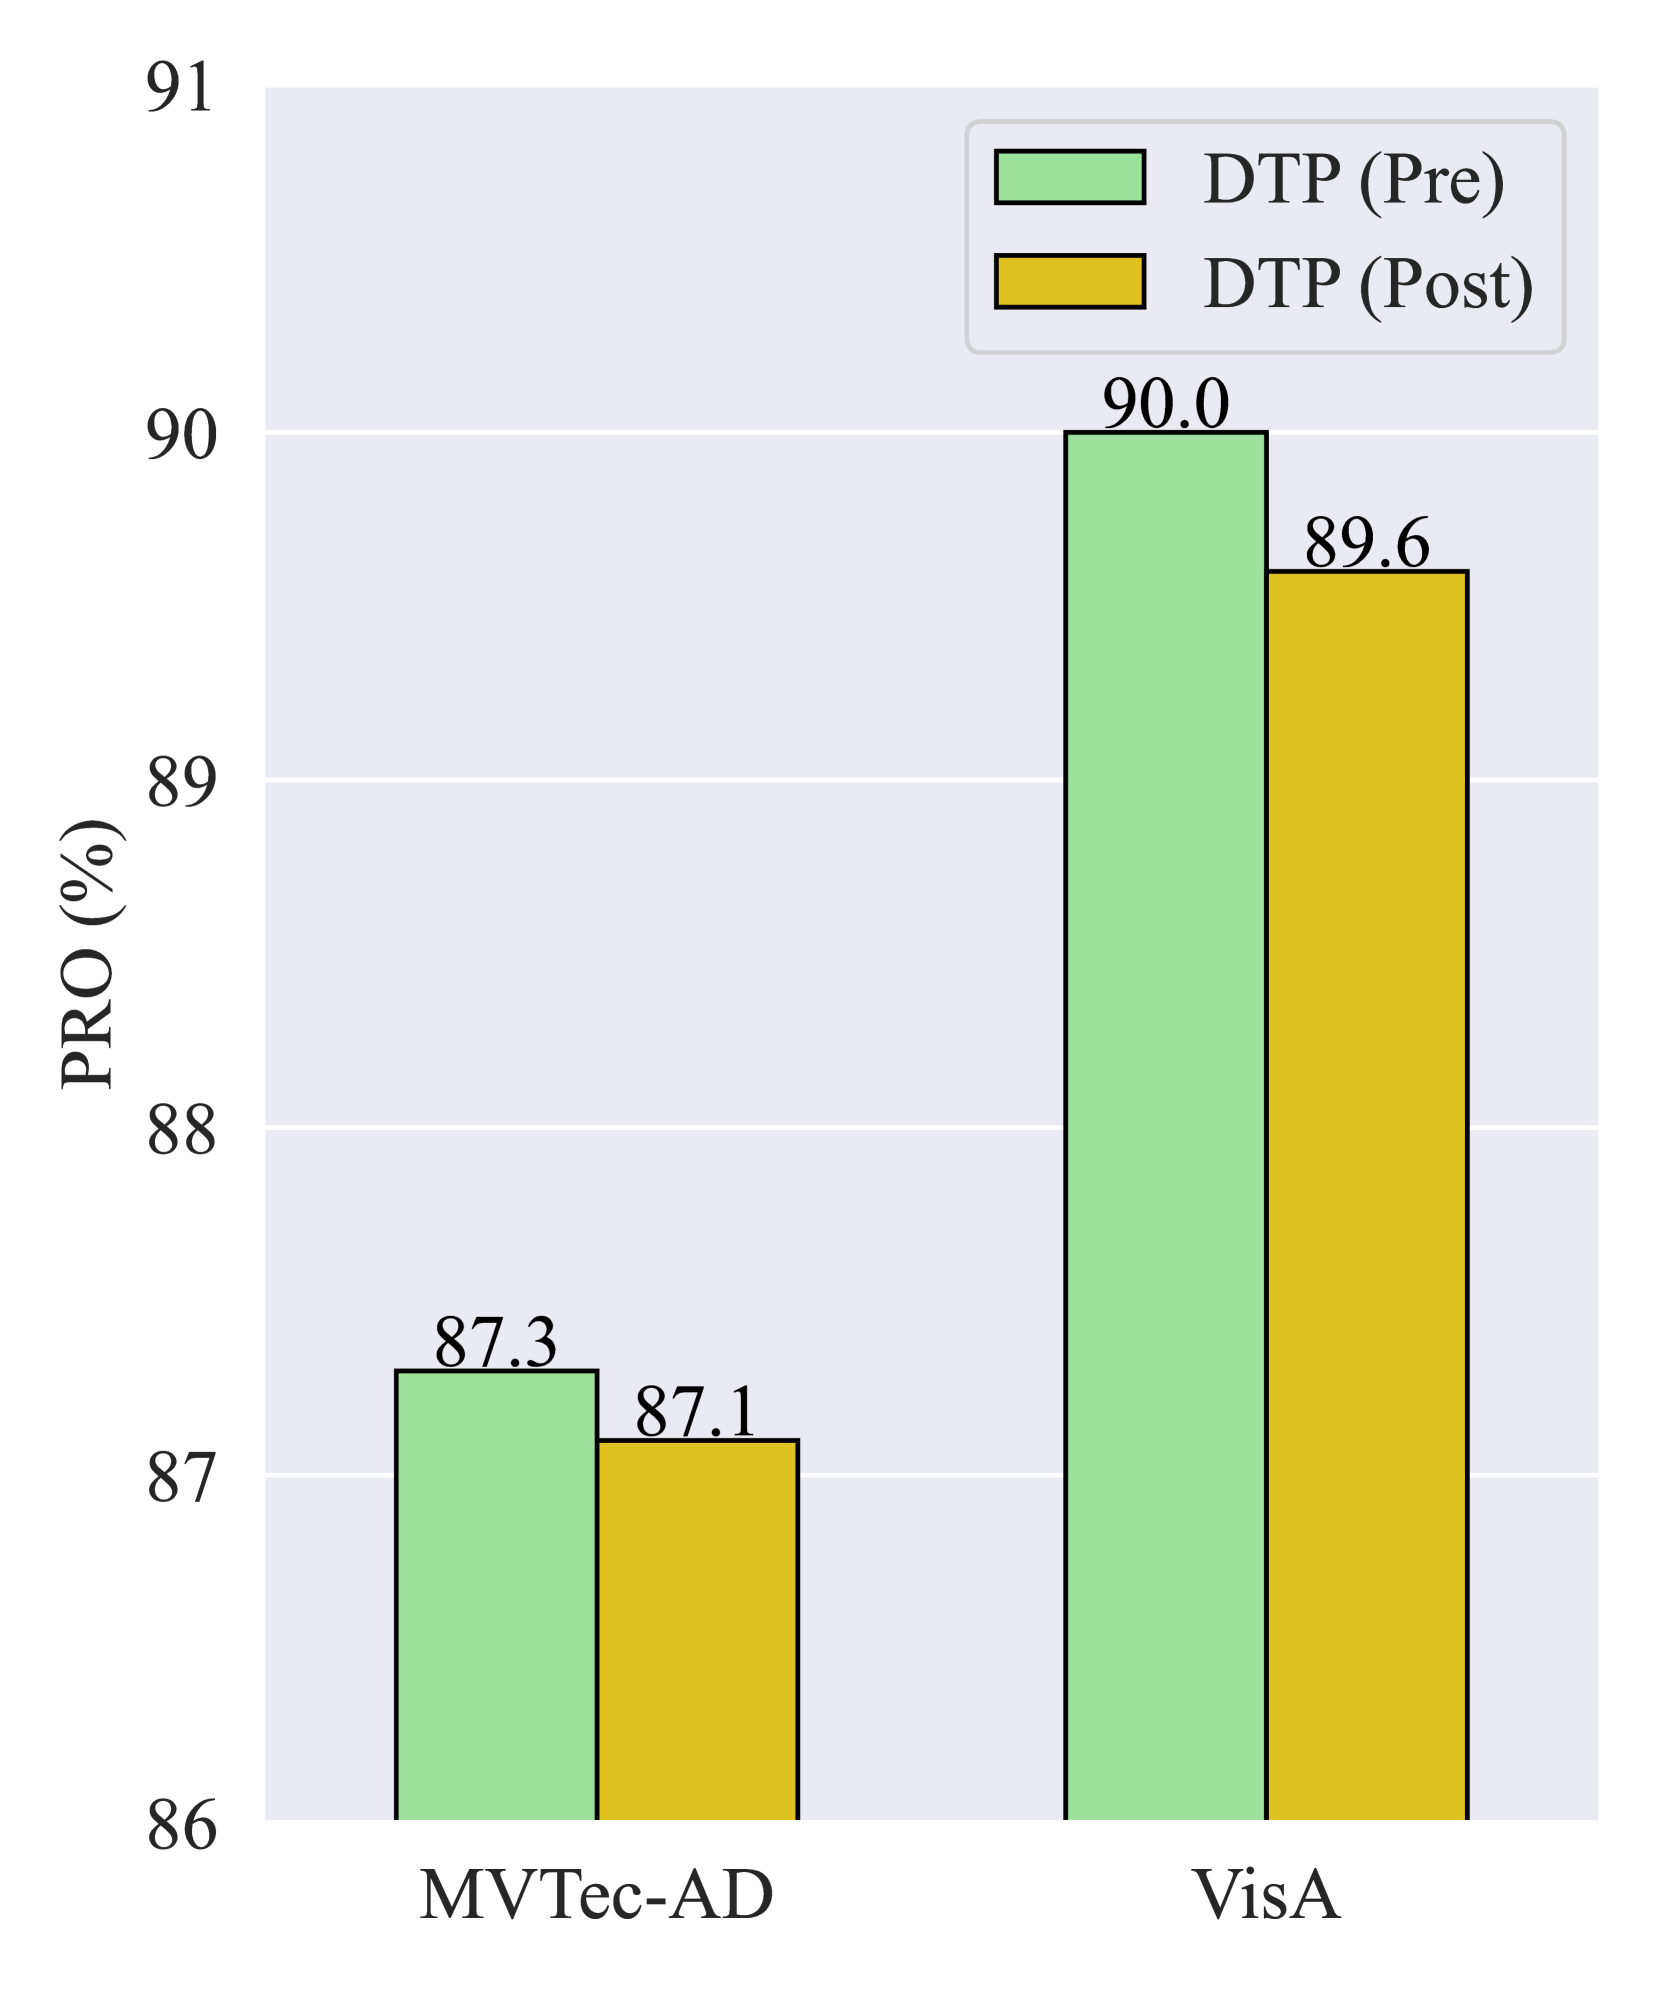 91
DTP (Pre)
DTP (Post)
90.0
90
89.6
89
PRO (%)
88
87.3
87.1
87
86
MVTec-AD
VisA